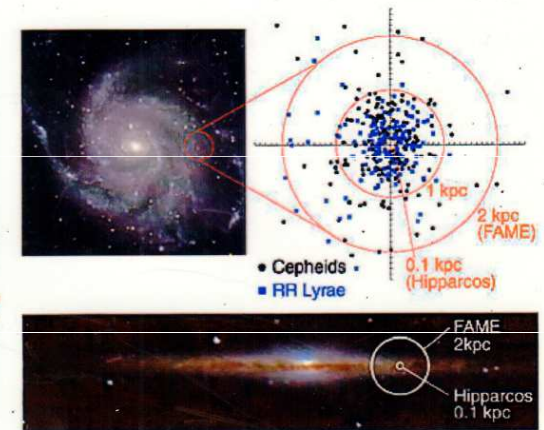 1 kpc
2 kpc
(FAME)
0.1 kpc
(Hipparcos)
Cepheids
RR Lyrae
FAME
2kpc
Hipparcos
0.1 kpc